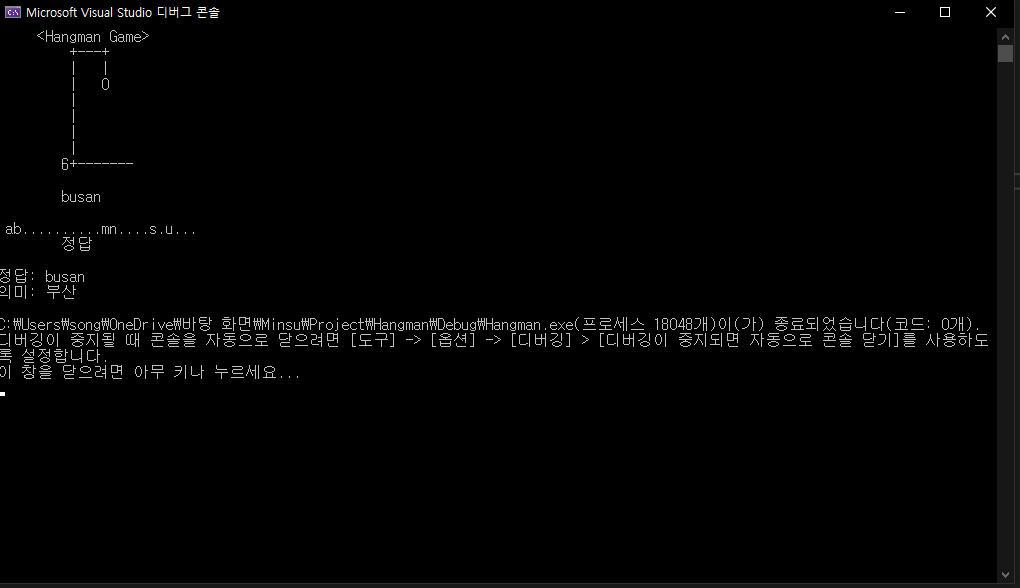 Microsoft Visual Studio 디버그 콘솔
<Hangman Game>
+---+
|   |
|   O
|
|
|
|
6+-------
busan
ab..........mn....s.u...
정답
정답: busan
의미: 부산
C:₩Users₩song₩OneDrive₩바탕 화면₩Minsu₩Project₩Hangman₩Debug₩Hangman.exe(프로세스 18048개)이(가) 종료되었습니다(코드: 0개).
디버깅이 중지될 때 콘솔을 자동으로 닫으려면 [도구] -> [옵션] -> [디버깅] > [디버깅이 중지되면 자동으로 콘솔 닫기]를 사용하도
록 설정합니다.
이 창을 닫으려면 아무 키나 누르세요...